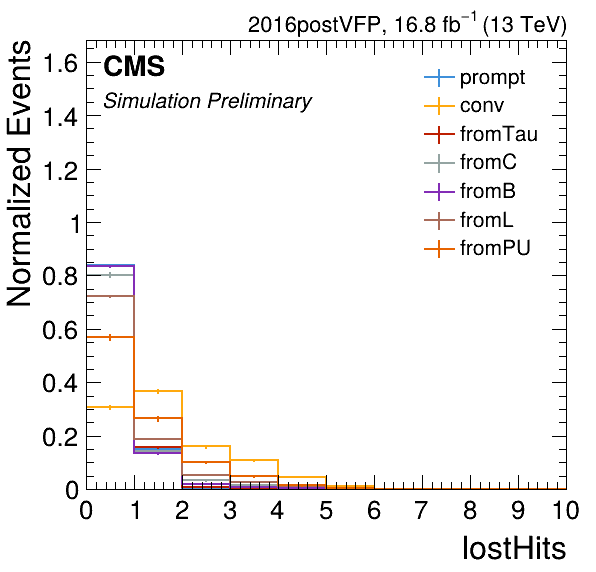 2016postVFP, 16.8 fb⁻¹ (13 TeV)
CMS
Simulation Preliminary
prompt
conv
fromTau
fromC
fromB
fromL
fromPU
Normalized Events
1.6
1.4
1.2
1
0.8
0.6
0.4
0.2
0
0 1 2 3 4 5 6 7 8 9 10
lostHits